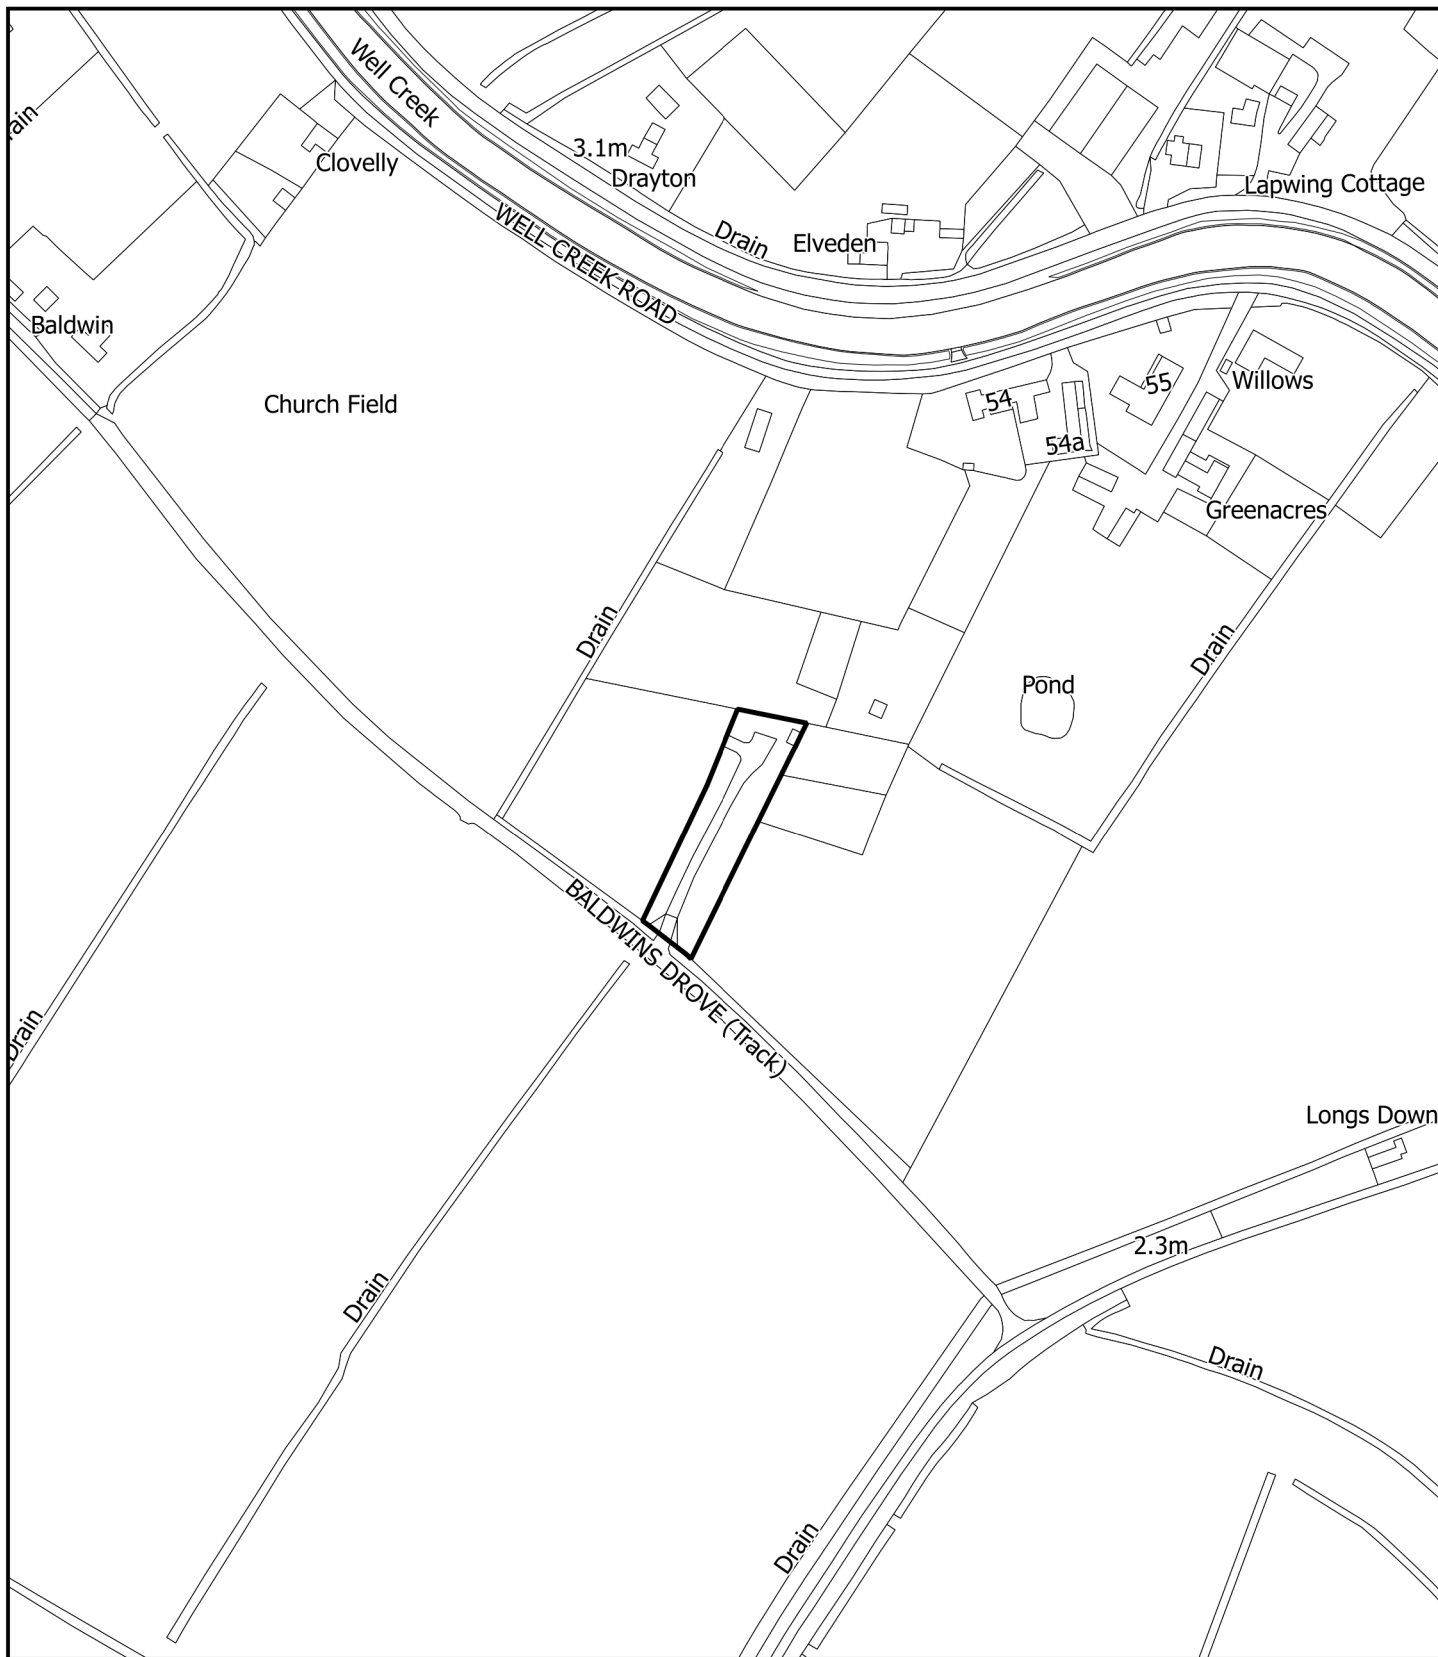 Well Creek
rain
3.1m
Clovelly
Drayton
Lapwing Cottage
WELL CREEK ROAD
Drain
Elveden
Baldwin
Church Field
54
55
Willows
54a
Greenacres
Drain
Drain
Pond
BALDWINS DROVE (Track)
Drain
Longs Down
2.3m
Drain
Drain
Drain